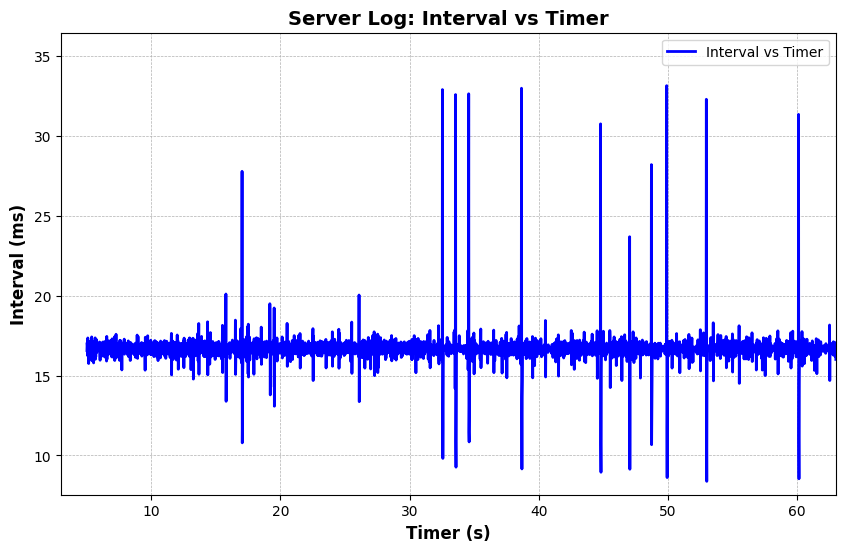 Server Log: Interval vs Timer
Interval vs Timer
35
30
25
20
15
10
Interval (ms)
10 20 30 40 50 60
Timer (s)